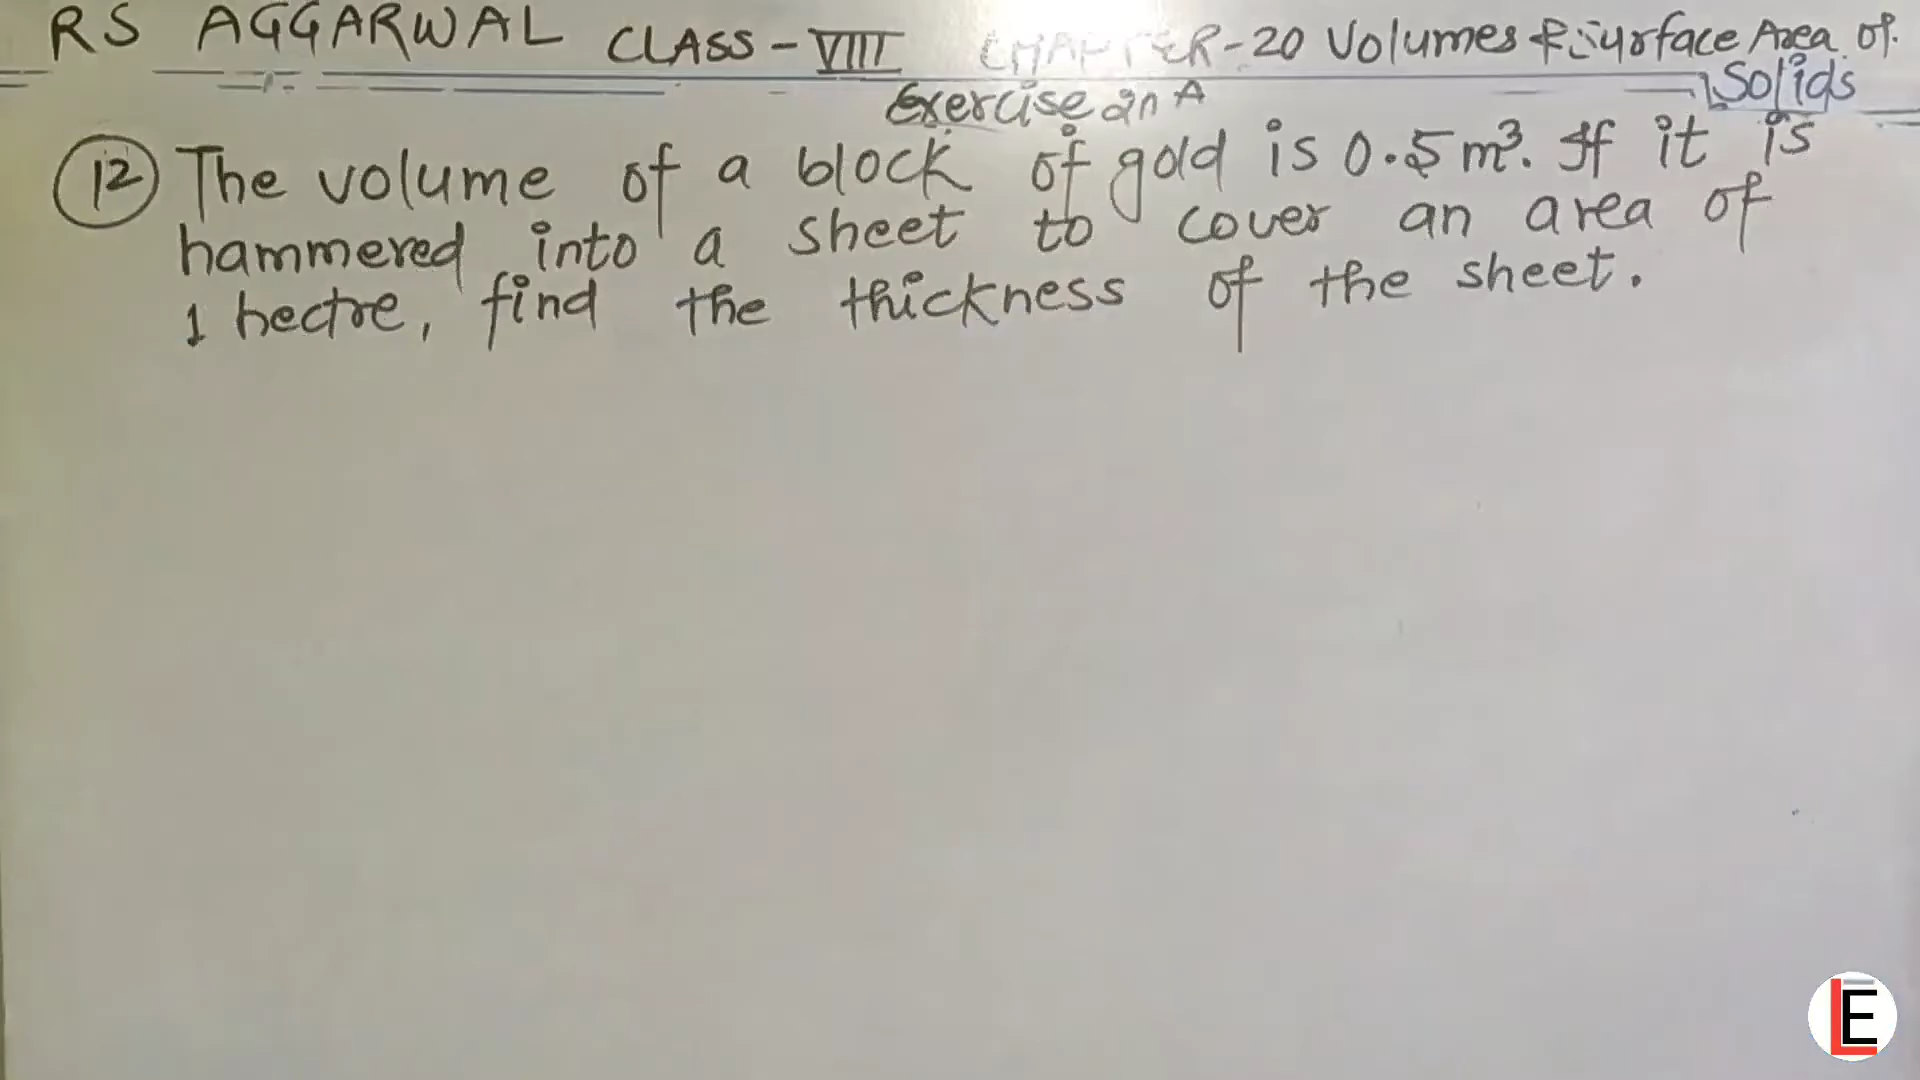 RS AGGARWAL CLASS-VIII CHAPTER-20 Volumes & Surface Area of
Solids
Exercise 20 A
12 The volume of a block of gold is 0.5 m³. If it is
hammered into a sheet to cover an area of
1 hectre, find the thickness of the sheet.
LE